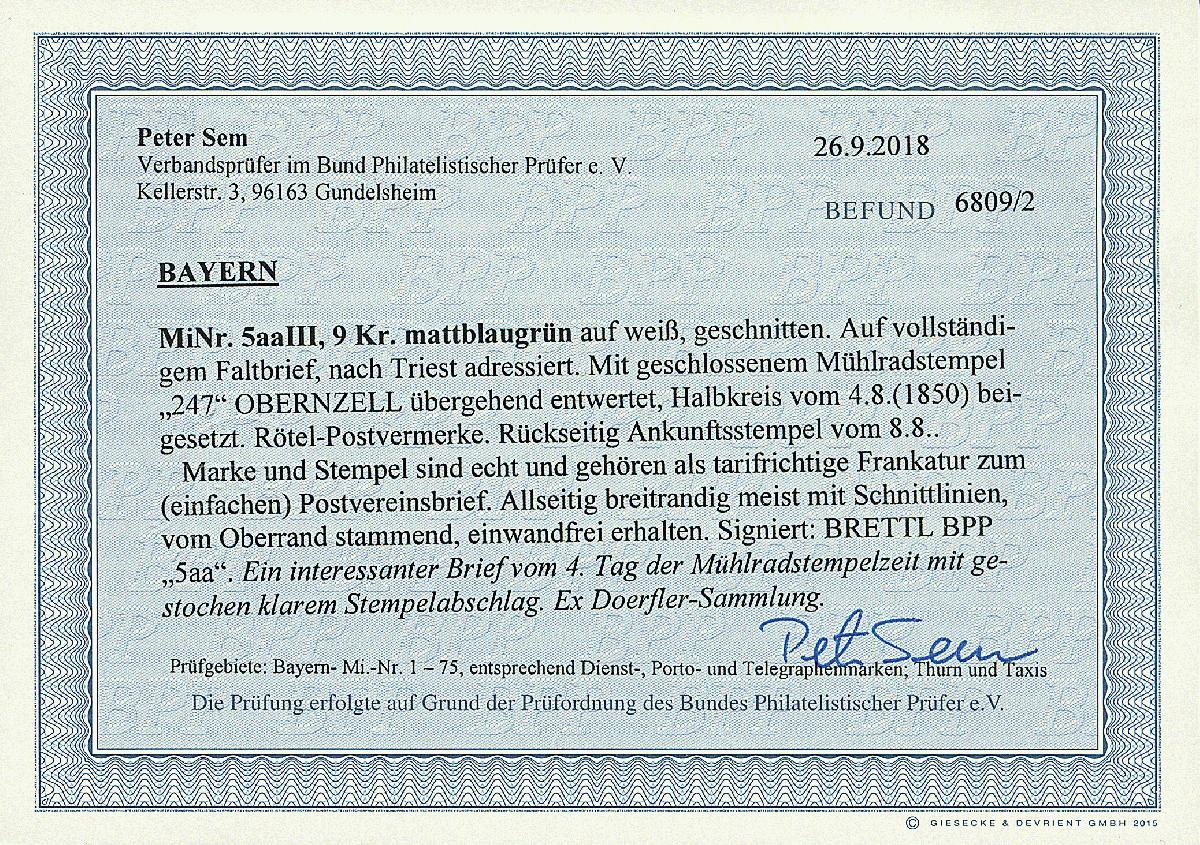 Peter Sem
Verbandsprüfer im Bund Philatelistischer Prüfer e. V.
Kellerstr. 3, 96163 Gundelsheim
26.9.2018
BEFUND 6809/2
BAYERN
MiNr. 5aaIII, 9 Kr. mattblaugrün auf weiß, geschnitten. Auf vollständi-
gem Faltbrief, nach Triest adressiert. Mit geschlossenem Mühlradstempel
„247“ OBERNZELL übergehend entwertet, Halbkreis vom 4.8.(1850) bei-
gesetzt. Rötel-Postvermerke. Rückseitig Ankunftsstempel vom 8.8..
Marke und Stempel sind echt und gehören als tarifrichtige Frankatur zum
(einfachen) Postvereinsbrief. Allseitig breitrandig meist mit Schnittlinien,
vom Oberrand stammend, einwandfrei erhalten. Signiert: BRETTL BPP
„5aa“. Ein interessanter Brief vom 4. Tag der Mühlradstempelzeit mit ge-
stochen klarem Stempelabschlag. Ex Doerfler-Sammlung.
Pet Sem
Prüfgebiete: Bayern- Mi.-Nr. 1 – 75, entsprechend Dienst-, Porto- und Telegraphenmarken; Thurn und Taxis
Die Prüfung erfolgte auf Grund der Prüfordnung des Bundes Philatelistischer Prüfer e.V.
© GIESECKE & DEVRIENT GMBH 2015